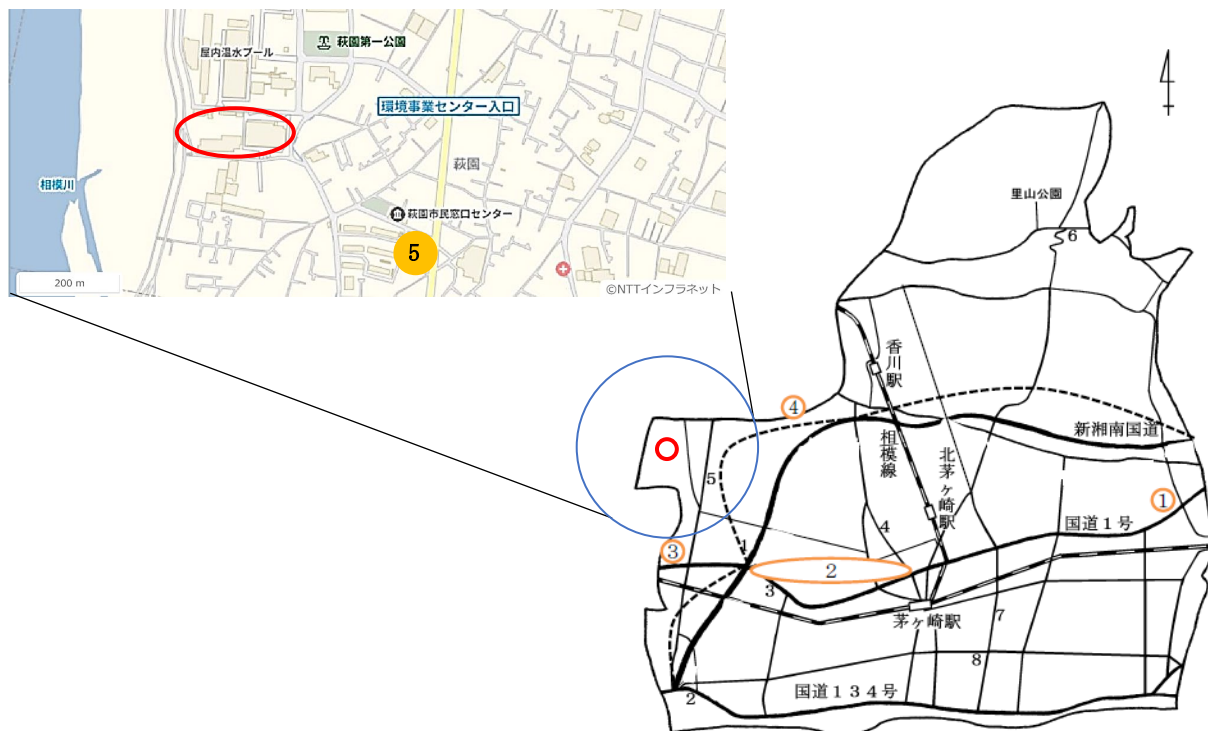 屋内温水プール
萩園第一公園
環境事業センター入口
萩園
相模川
萩園市民窓口センター
5
200 m
©NTTインフラネット
里山公園
6
香川駅
④
新湘南国道
相模線
北茅ヶ崎駅
5
①
国道1号
4
③
1
2
3
茅ヶ崎駅
7
8
国道134号
2